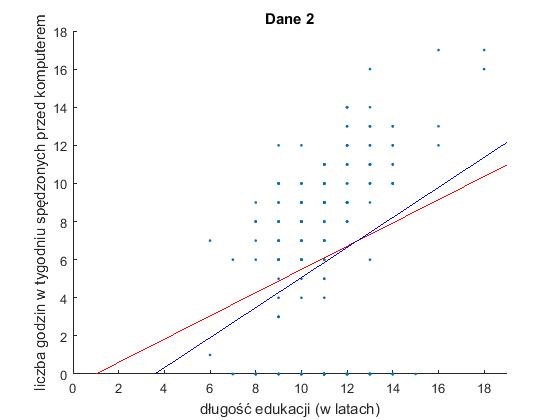 Dane 2
liczba godzin w tygodniu spędzonych przed komputerem
18
16
14
12
10
8
6
4
2
0
0 2 4 6 8 10 12 14 16 18
długość edukacji (w latach)